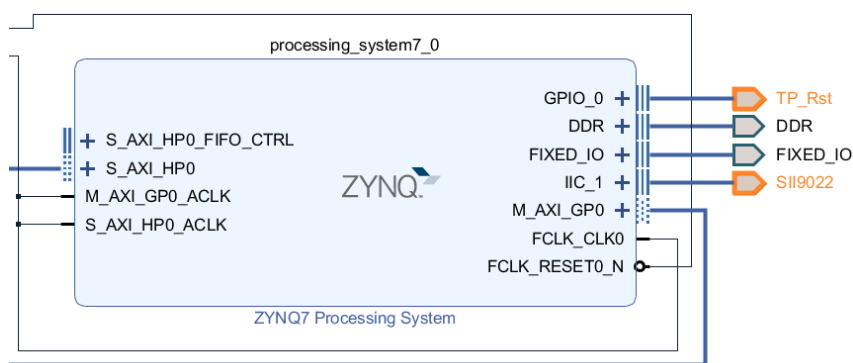 processing_system7_0
S_AXI_HP0_FIFO_CTRL
S_AXI_HP0
M_AXI_GP0_ACLK
S_AXI_HP0_ACLK
ZYNQ
GPIO_0
DDR
FIXED_IO
IIC_1
M_AXI_GP0
FCLK_CLK0
FCLK_RESET0_N
TP_Rst
DDR
FIXED_IO
SII9022
ZYNQ7 Processing System